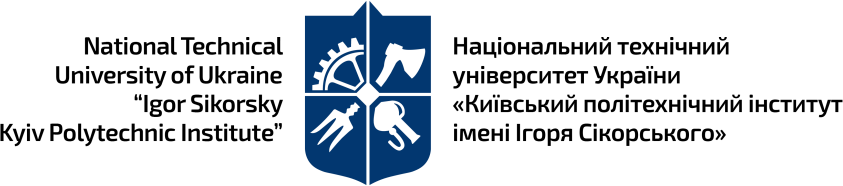 National Technical
University of Ukraine
“Igor Sikorsky
Kyiv Polytechnic Institute”
Національний технічний
університет України
«Київський політехнічний інститут
імені Ігоря Сікорського»